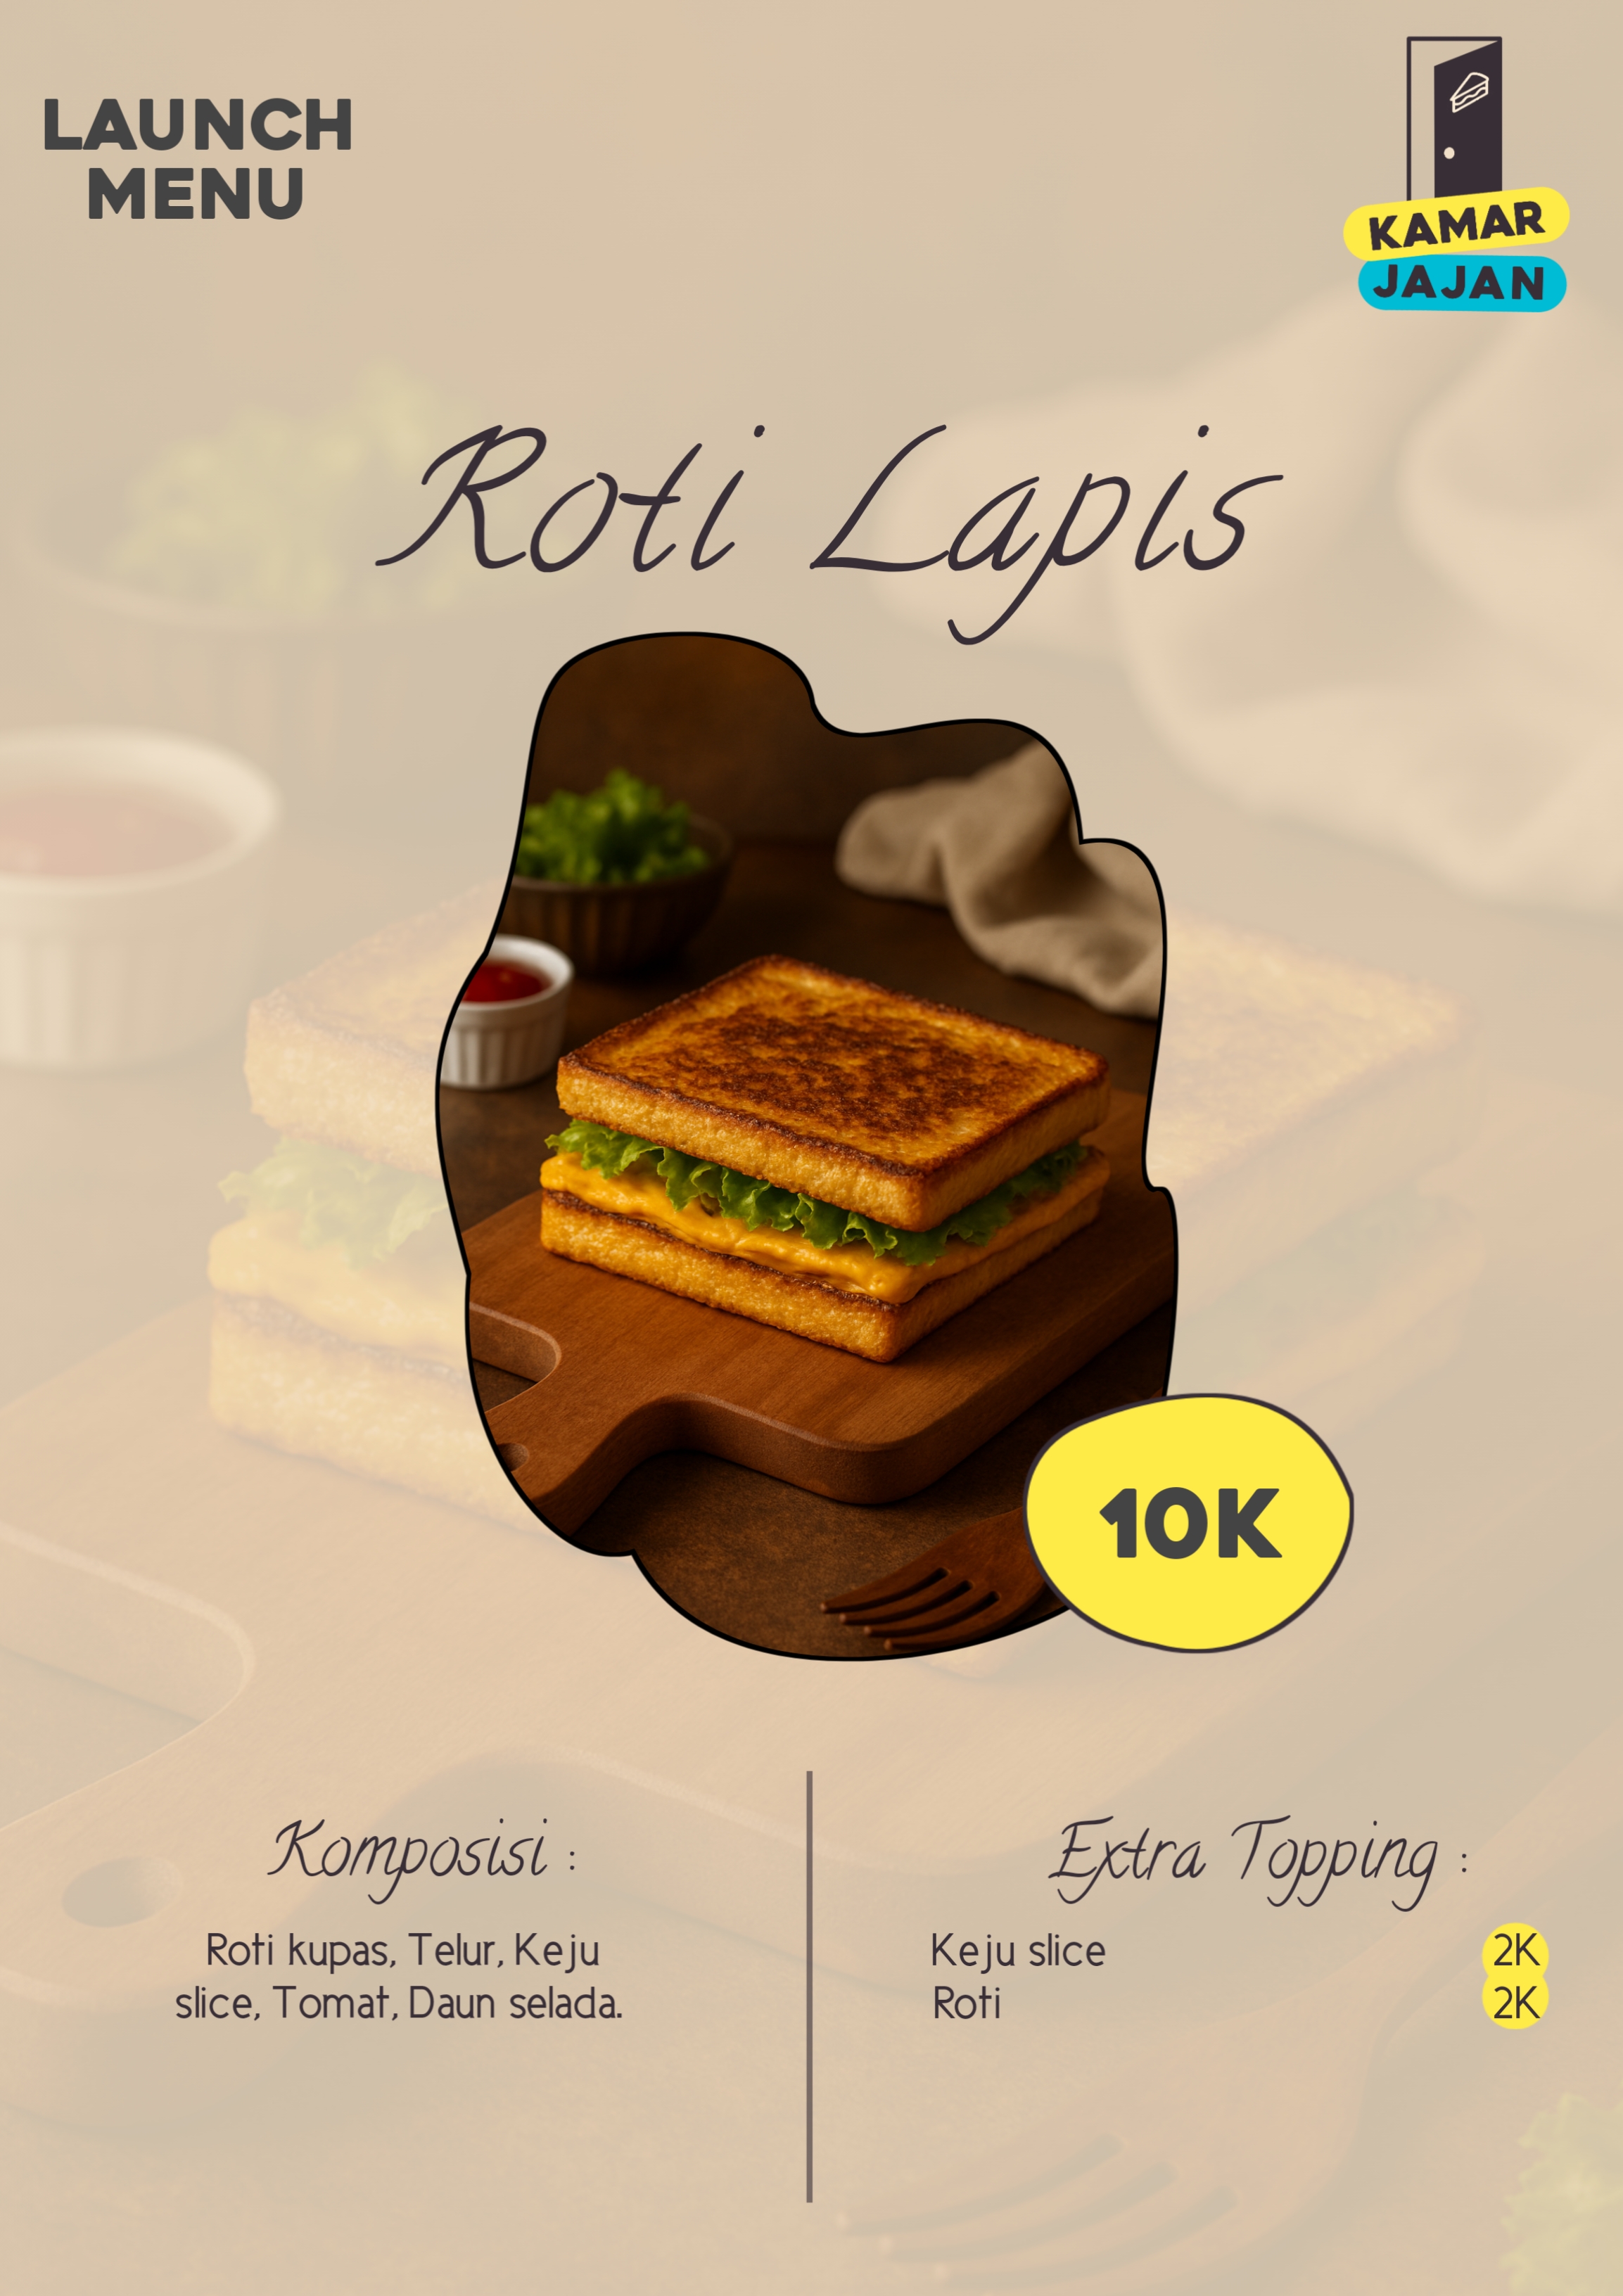 LAUNCH
MENU
KAMAR
JAJAN
Roti Lapis
10K
Komposisi :
Roti kupas, Telur, Keju
slice, Tomat, Daun selada.
Extra Topping :
Keju slice 2K
Roti 2K